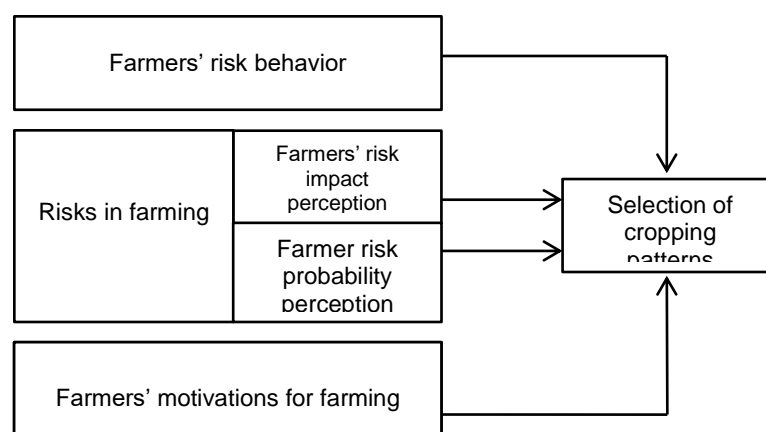 Farmers’ risk behavior
Risks in farming
Farmers’ risk
impact
perception
Farmer risk
probability
perception
Selection of
cropping
patterns
Farmers’ motivations for farming